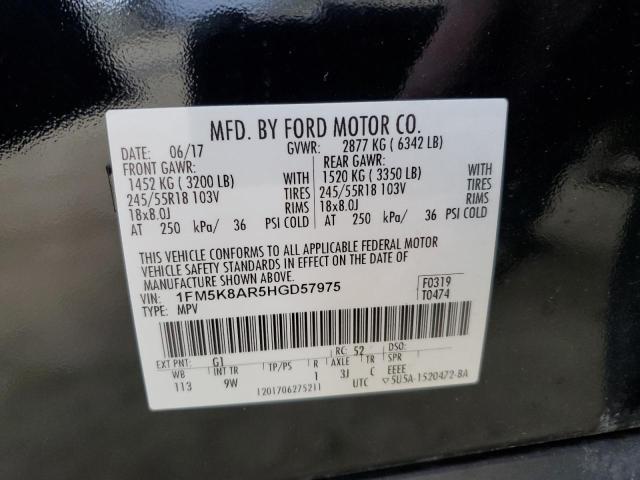 MFD. BY FORD MOTOR CO.
DATE: 06/17 GVWR: 2877 KG ( 6342 LB)
FRONT GAWR: REAR GAWR:
1452 KG ( 3200 LB) WITH 1520 KG ( 3350 LB) WITH
245/55R18 103V TIRES 245/55R18 103V TIRES
18x8.0J RIMS 18x8.0J RIMS
AT 250 kPa/ 36 PSI COLD AT 250 kPa/ 36 PSI COLD
THIS VEHICLE CONFORMS TO ALL APPLICABLE FEDERAL MOTOR
VEHICLE SAFETY STANDARDS IN EFFECT ON THE DATE OF
MANUFACTURE SHOWN ABOVE.
VIN: 1FM5K8AR5HGD57975 F0319
TYPE: MPV T0474
EXT PNT: G1 RC: 52 DSO:
WB INT TR TP/PS R AXLE TR SPR
113 9W 1 3J C EEEE
1201706275211 UTC ▽5U5A-1520472-BA